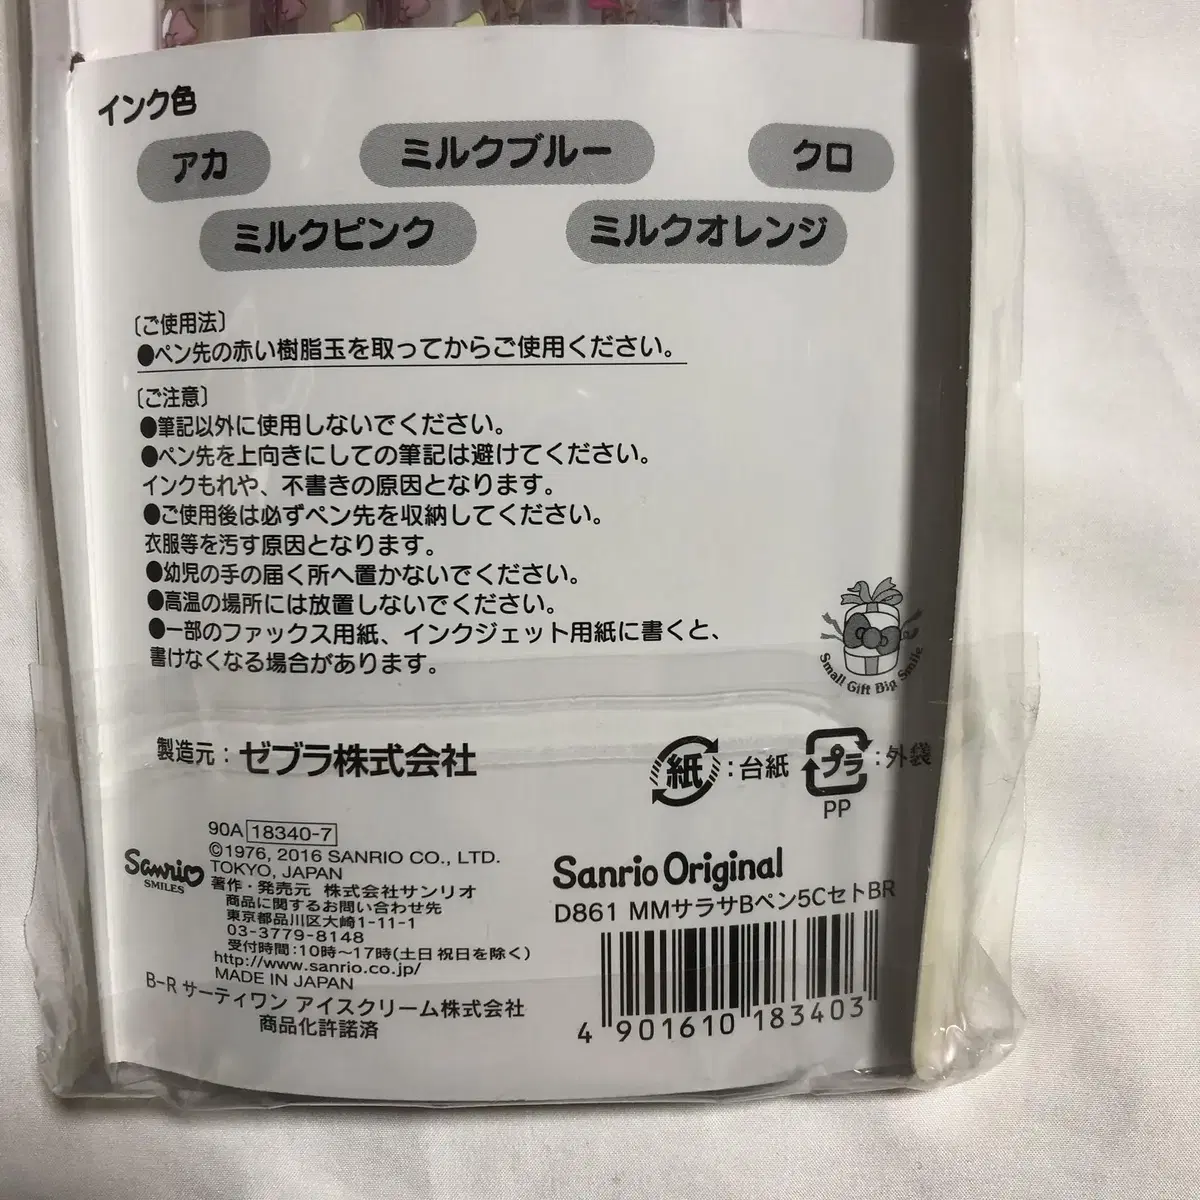 インク色
アカ
ミルクブルー
クロ
ミルクピンク
ミルクオレンジ
〔ご使用法〕
●ペン先の赤い樹脂玉を取ってからご使用ください。
〔ご注意〕
●筆記以外に使用しないでください。
●ペン先を上向きにしての筆記は避けてください。
インクもれや、不書きの原因となります。
●ご使用後は必ずペン先を収納してください。
衣服等を汚す原因となります。
●幼児の手の届く所へ置かないでください。
●高温の場所には放置しないでください。
●一部のファックス用紙、インクジェット用紙に書くと、
書けなくなる場合があります。
Small Gift Big Smile
製造元：ゼブラ株式会社
紙：台紙
プラ：外袋
PP
90A 18340-7
©1976, 2016 SANRIO CO., LTD.
TOKYO, JAPAN
Sanrio
SMILES
著作・発売元 株式会社サンリオ
商品に関するお問い合わせ先
東京都品川区大崎1-11-1
03-3779-8148
受付時間：10時～17時(土日祝日を除く)
http://www.sanrio.co.jp/
MADE IN JAPAN
B-R サーティワン アイスクリーム株式会社
商品化許諾済
Sanrio Original
D861 MMサラサBペン5CセトBR
4 901610 183403